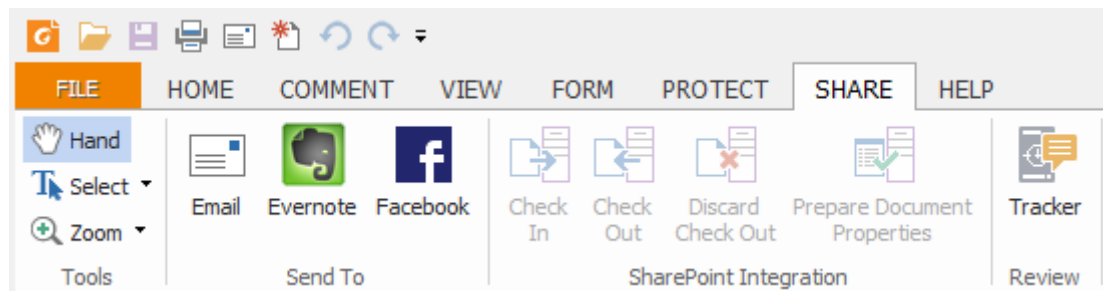 FILE HOME COMMENT VIEW FORM PROTECT SHARE HELP
Hand
Select
Zoom
Tools
Email Evernote Facebook
Send To
Check In
Check Out
Discard Check Out
Prepare Document Properties
SharePoint Integration
Tracker
Review